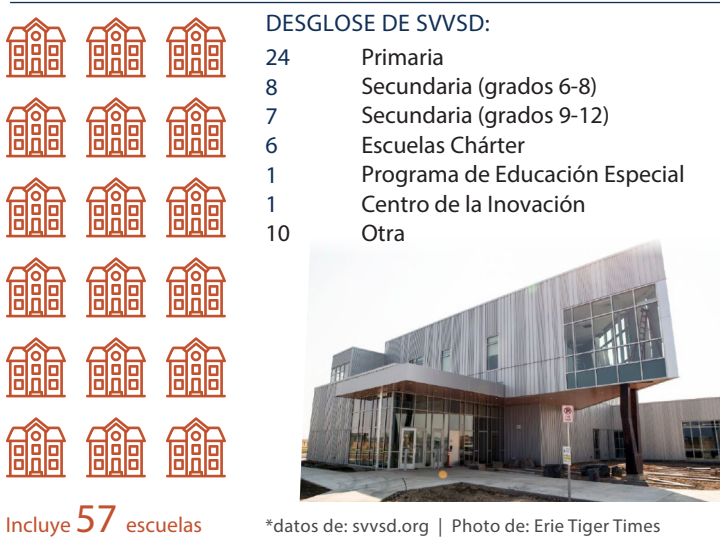 DESGLOSE DE SVVSD:
24 Primaria
8 Secundaria (grados 6-8)
7 Secundaria (grados 9-12)
6 Escuelas Chárter
1 Programa de Educación Especial
1 Centro de la Inovación
10 Otra
Incluye 57 escuelas
*datos de: svvsd.org | Photo de: Erie Tiger Times